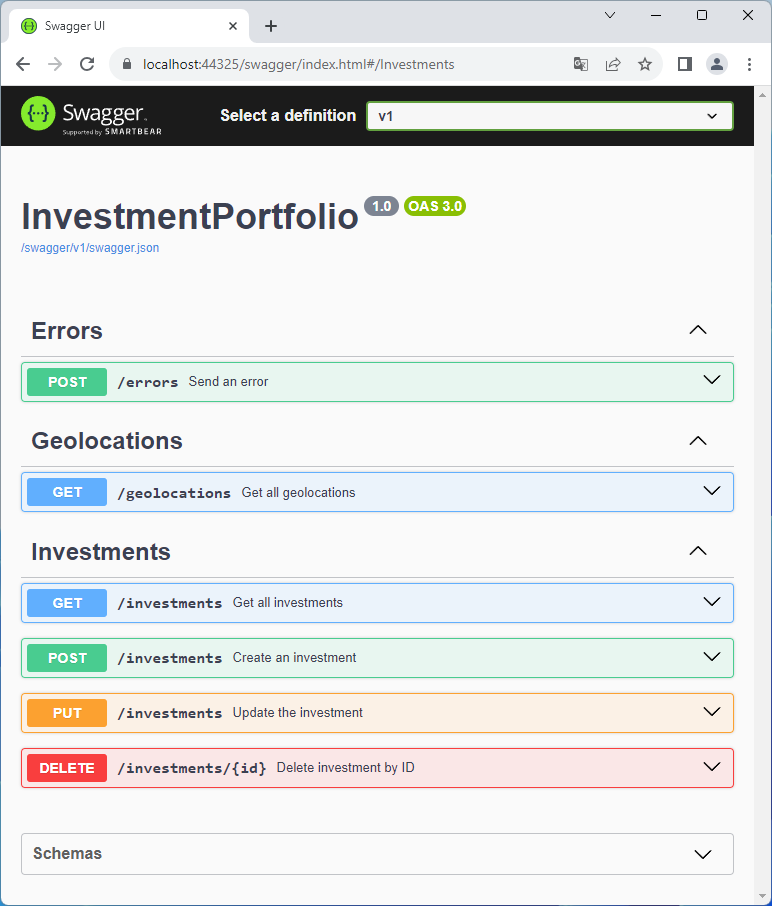 Swagger UI
localhost:44325/swagger/index.html#/Investments
Swagger
Supported by SMARTBEAR
Select a definition
v1
InvestmentPortfolio 1.0 OAS 3.0
/swagger/v1/swagger.json
Errors
POST /errors Send an error
Geolocations
GET /geolocations Get all geolocations
Investments
GET /investments Get all investments
POST /investments Create an investment
PUT /investments Update the investment
DELETE /investments/{id} Delete investment by ID
Schemas